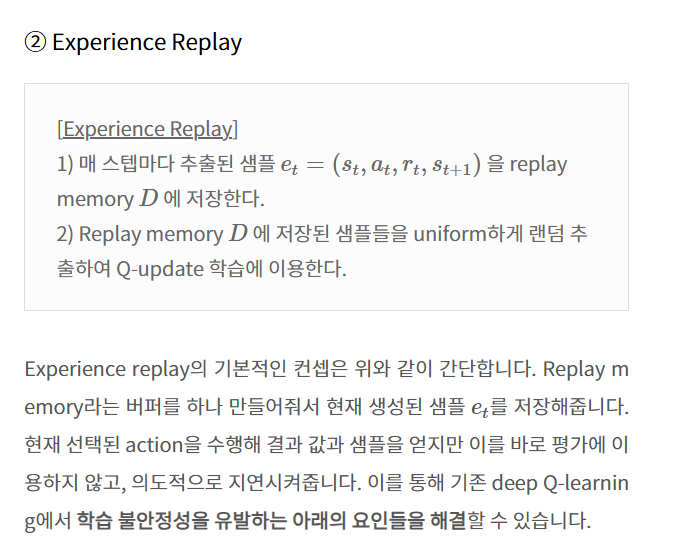 ② Experience Replay
[Experience Replay]
1) 매 스텝마다 추출된 샘플 e_t = (s_t, a_t, r_t, s_{t+1}) 을 replay
memory D 에 저장한다.
2) Replay memory D 에 저장된 샘플들을 uniform하게 랜덤 추
출하여 Q-update 학습에 이용한다.
Experience replay의 기본적인 컨셉은 위와 같이 간단합니다. Replay m
emory라는 버퍼를 하나 만들어줘서 현재 생성된 샘플 e_t를 저장해줍니다.
현재 선택된 action을 수행해 결과 값과 샘플을 얻지만 이를 바로 평가에 이
용하지 않고, 의도적으로 지연시켜줍니다. 이를 통해 기존 deep Q-learnin
g에서 학습 불안정성을 유발하는 아래의 요인들을 해결할 수 있습니다.